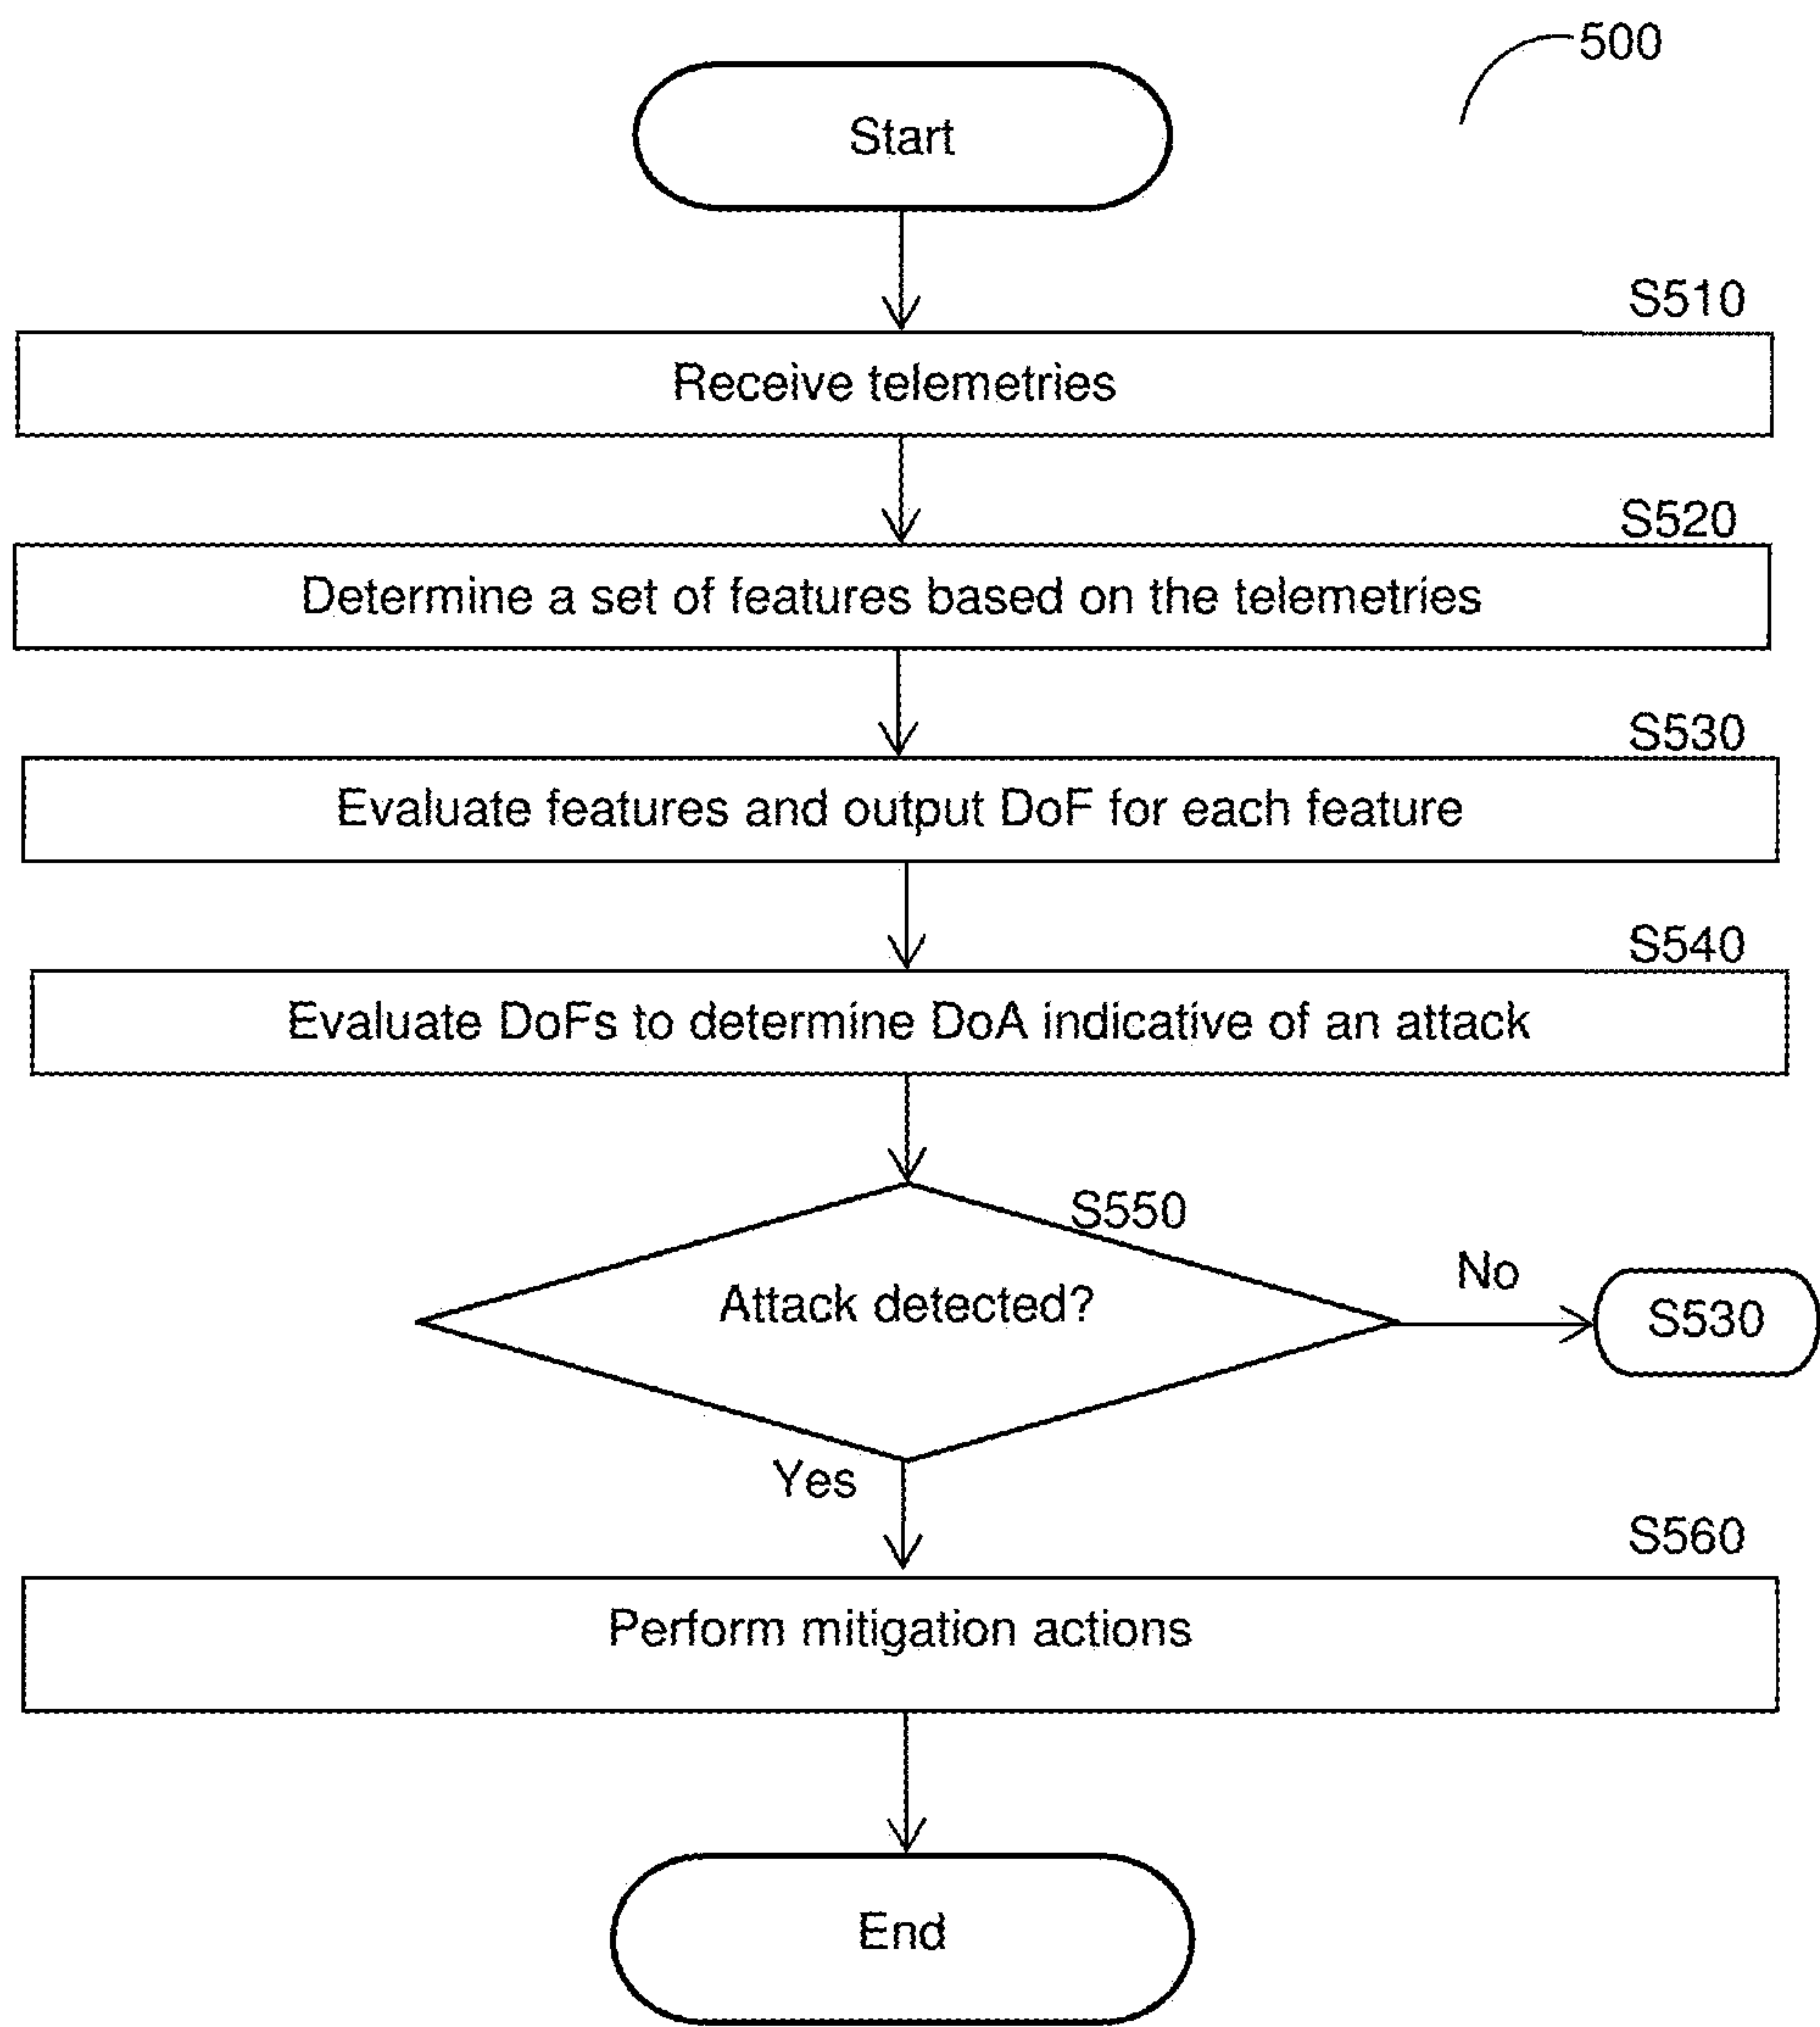 500
Start
S510
Receive telemetries
S520
Determine a set of features based on the telemetries
S530
Evaluate features and output DoF for each feature
S540
Evaluate DoFs to determine DoA indicative of an attack
S550
Attack detected?
No
S530
Yes
S560
Perform mitigation actions
End